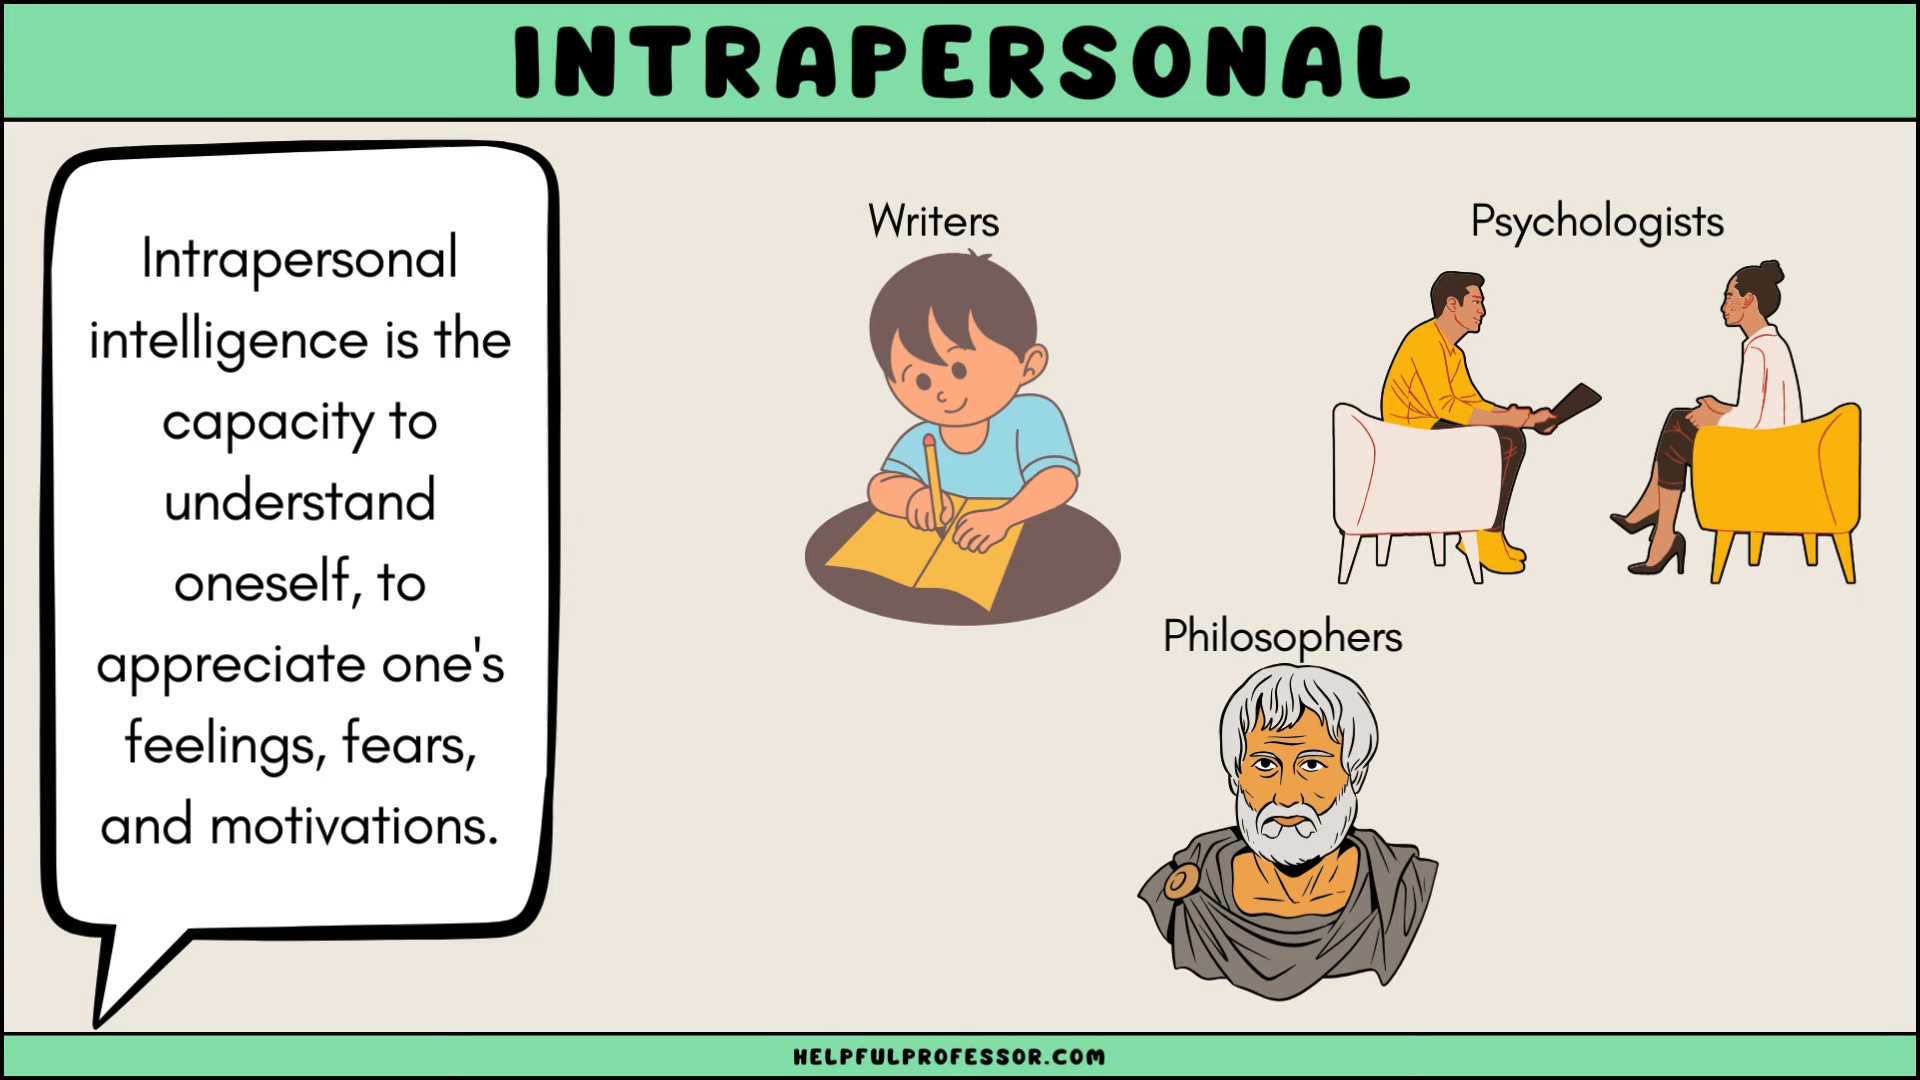 INTRAPERSONAL
Intrapersonal
intelligence is the
capacity to
understand
oneself, to
appreciate one's
feelings, fears,
and motivations.
Writers
Psychologists
Philosophers
HELPFULPROFESSOR.COM